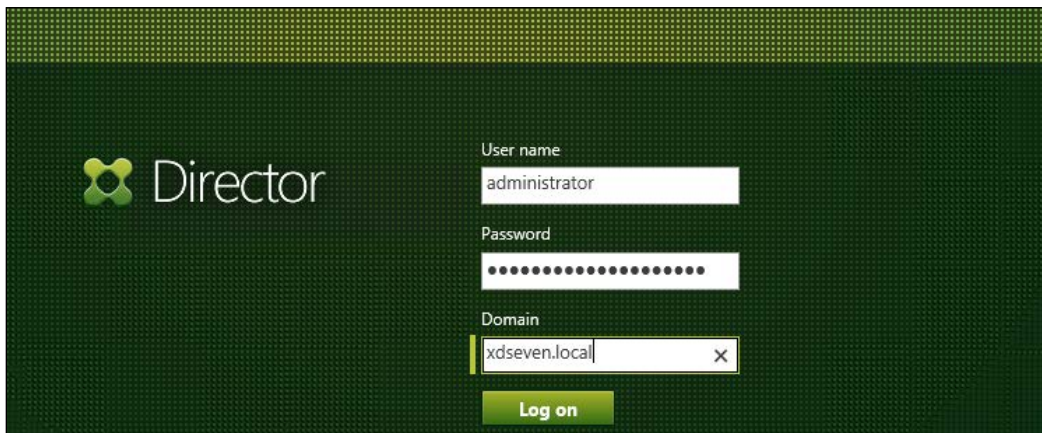 Director
User name
administrator
Password
••••••••••••••••••••
Domain
xdseven.local
Log on